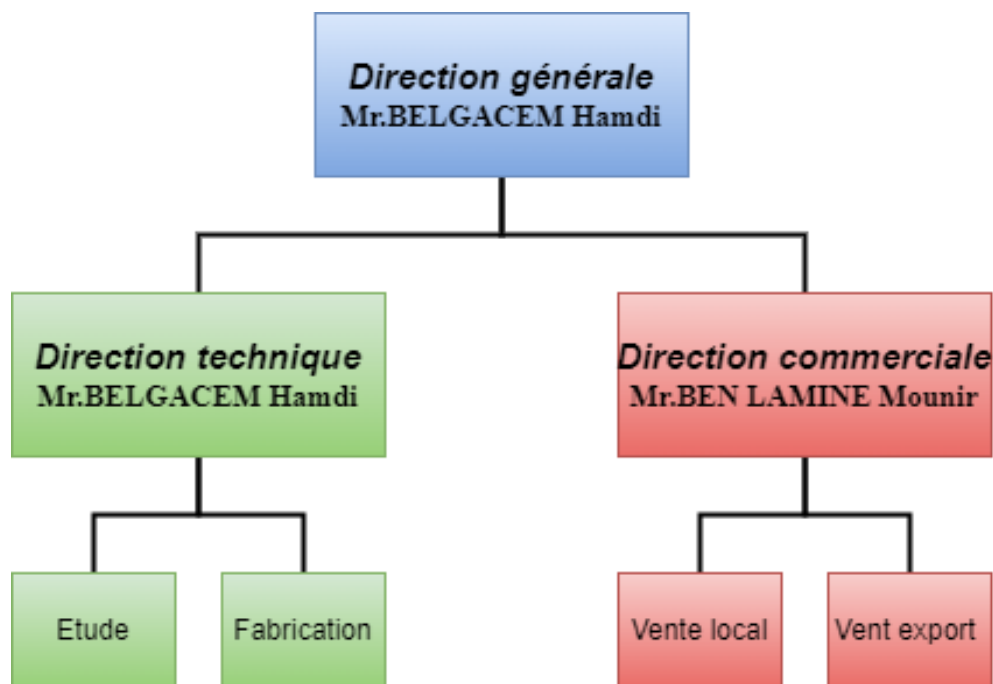 Direction générale
Mr.BELGACEM Hamdi
Direction technique
Mr.BELGACEM Hamdi
Direction commerciale
Mr.BEN LAMINE Mounir
Etude
Fabrication
Vente local
Vent export